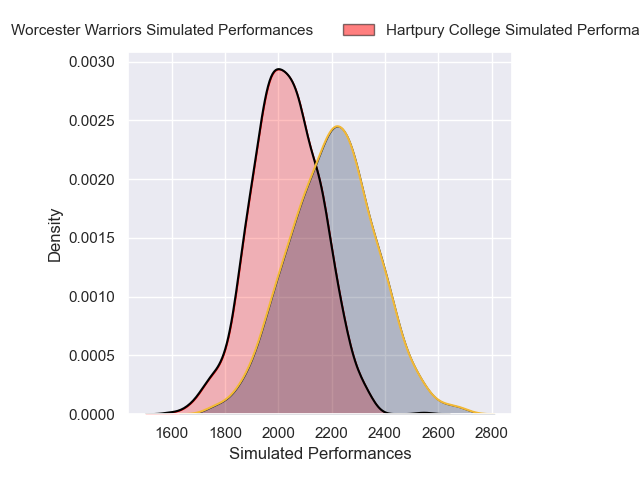 Worcester Warriors Simulated Performances Hartpury College Simulated Performa
0.0030
0.0025
0.0020
0.0015
0.0010
0.0005
0.0000
Density
1600 1800 2000 2200 2400 2600 2800
Simulated Performances